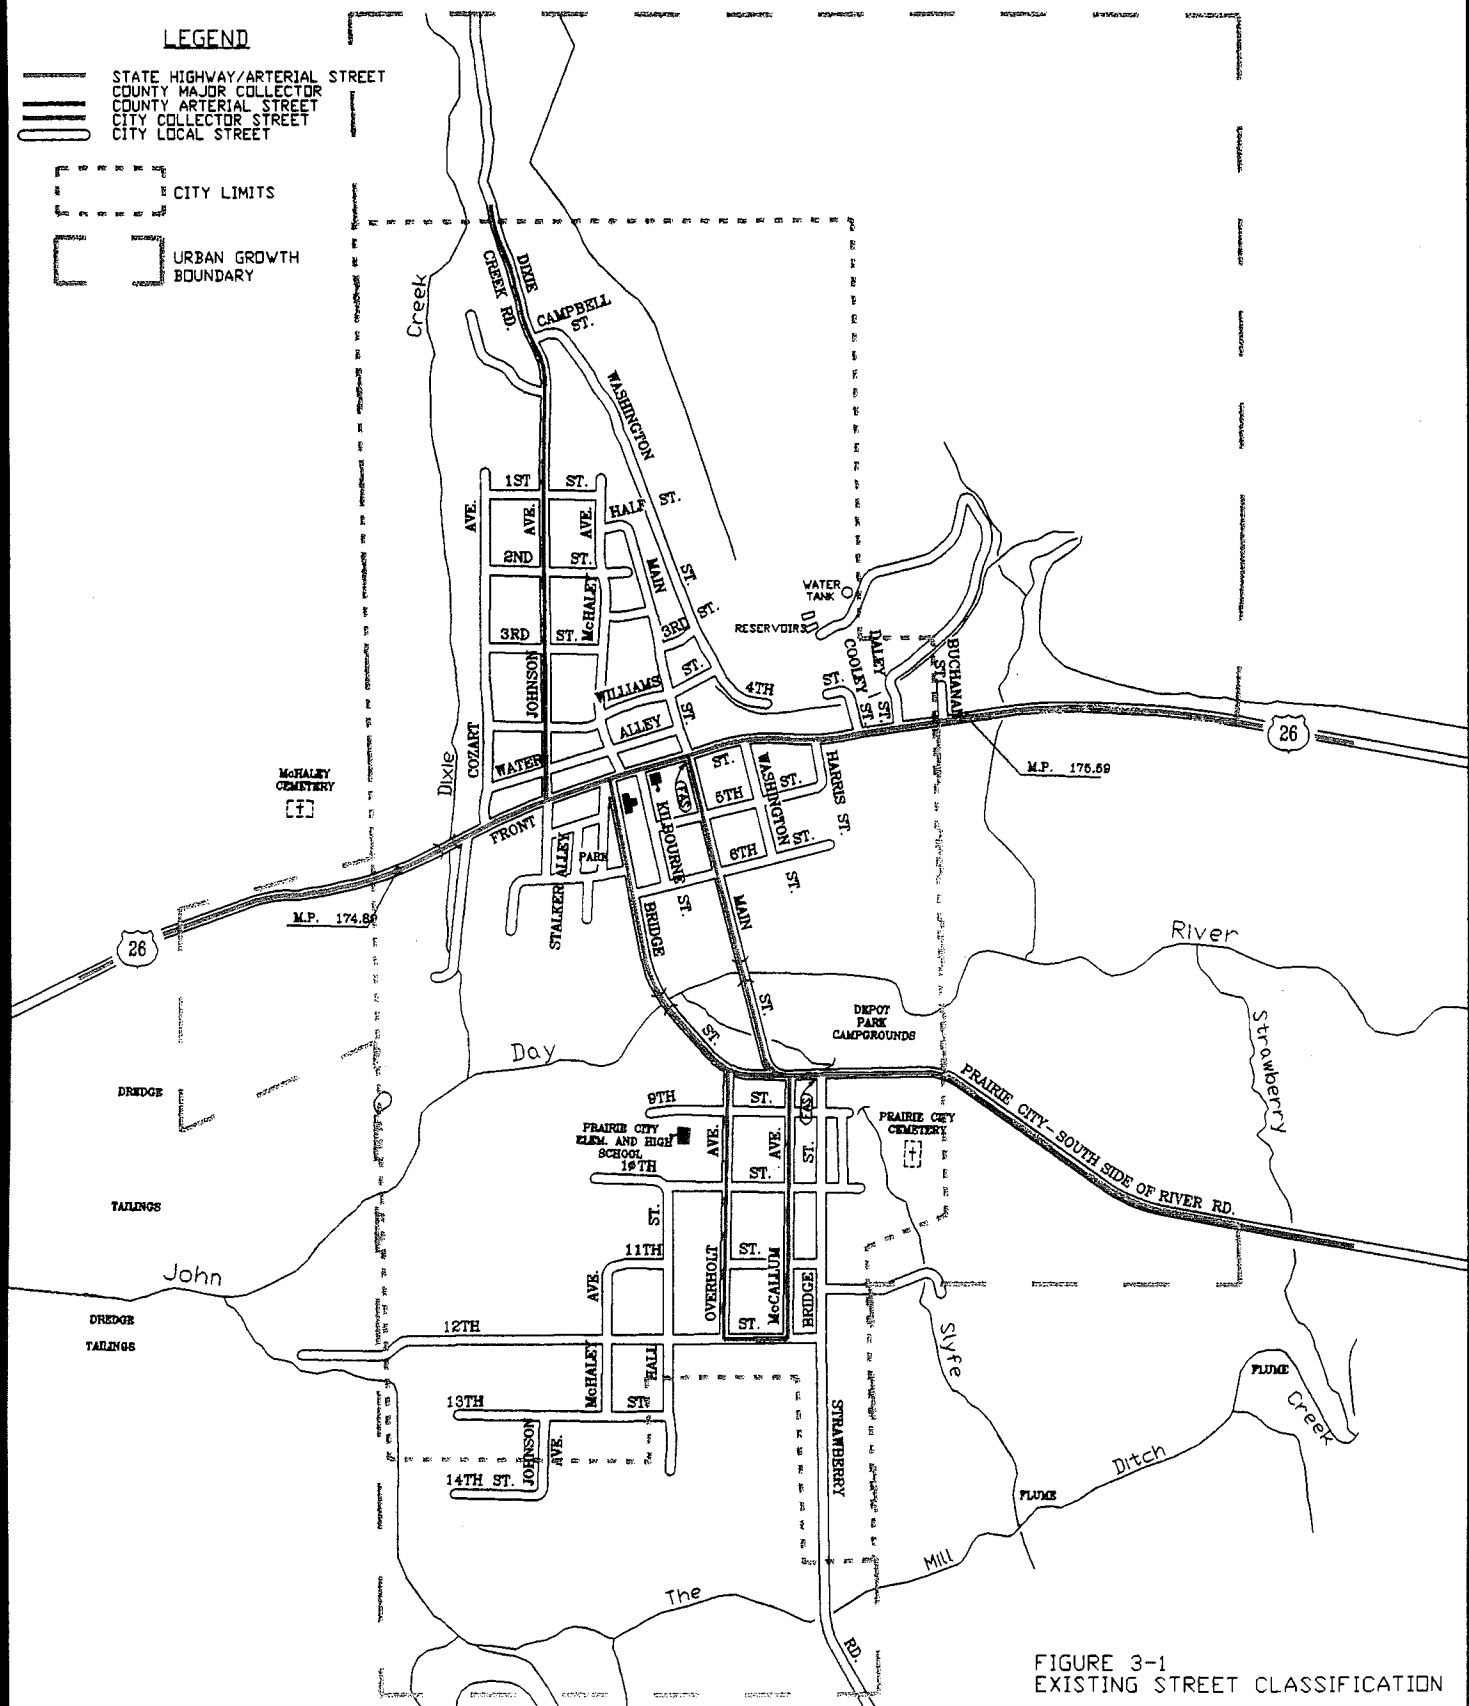 LEGEND
STATE HIGHWAY/ARTERIAL STREET
COUNTY MAJOR COLLECTOR
COUNTY ARTERIAL STREET
CITY COLLECTOR STREET
CITY LOCAL STREET
CITY LIMITS
URBAN GROWTH
BOUNDARY
Creek
DIXIE
CREEK RD.
CAMPBELL
ST.
WASHINGTON
ST.
1ST ST.
AVE.
AVE.
AVE.
HALF ST.
2ND ST.
MAIN
McHALEY
3RD ST.
3RD ST.
JOHNSON
WILLIAMS ST.
ST.
4TH
WATER ALLEY
COZART
Dixie
WATER
TANK
RESERVOIRS
COOLEY ST.
ST.
DALEY ST.
BUCHANAN
ST.
26
M.P. 175.59
McHALEY
CEMETERY
FRONT
ST.
FAS
KILBOURNE ST.
5TH ST.
WASHINGTON
ST.
HARRIS ST.
6TH ST.
PARK
STALKER ALLEY
BRIDGE
ST.
MAIN
ST.
M.P. 174.89
26
River
Strawberry
DEPOT
PARK
CAMPGROUNDS
Day
DREDGE
TAILINGS
PRAIRIE CITY-SOUTH SIDE OF RIVER RD.
9TH ST.
FAS
PRAIRIE CITY
CEMETERY
PRAIRIE CITY
ELEM. AND HIGH
SCHOOL
AVE.
AVE.
ST.
10TH ST.
ST.
11TH ST.
AVE.
OVERHOLT
McCALLUM
BRIDGE
John
DREDGE
TAILINGS
12TH ST.
McHALEY
HALL
Slyfe
FLUME
Creek
13TH ST.
JOHNSON
AVE.
STRAWBERRY
14TH ST.
Ditch
FLUME
Mill
The
RD.
FIGURE 3-1
EXISTING STREET CLASSIFICATION